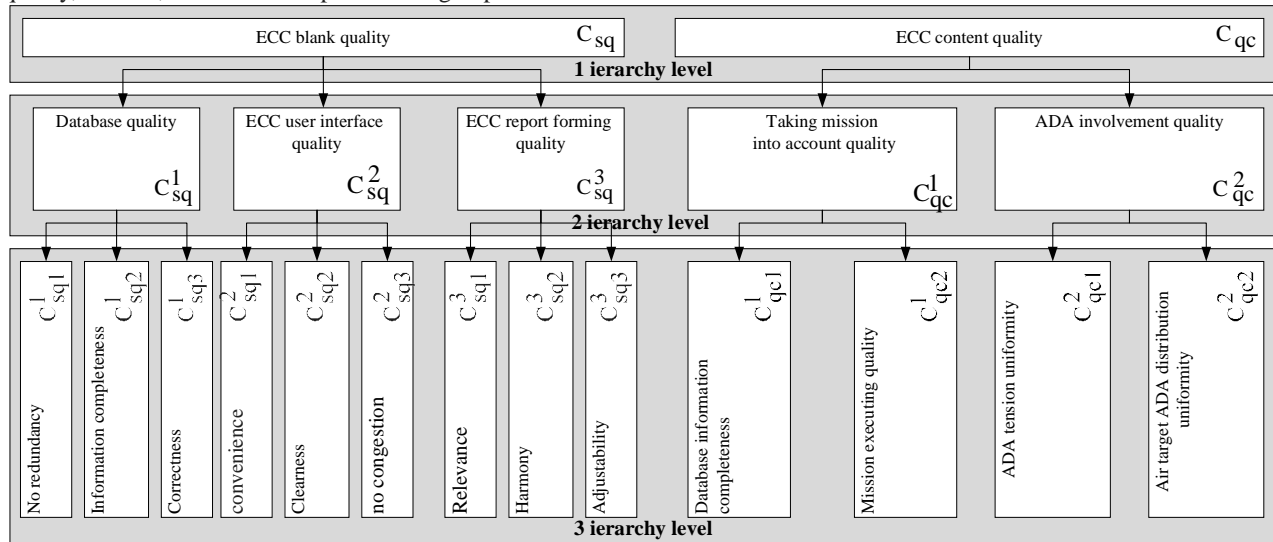 ECC blank quality C_sq
ECC content quality C_qc
1 ierarchy level
Database quality
C^1_sq
ECC user interface
quality
C^2_sq
ECC report forming
quality
C^3_sq
Taking mission
into account quality
C^1_qc
ADA involvement quality
C^2_qc
2 ierarchy level
No redundancy C^1_sq1
Information completeness C^1_sq2
Correctness C^1_sq3
convenience C^2_sq1
Clearness C^2_sq2
no congestion C^2_sq3
Relevance C^3_sq1
Harmony C^3_sq2
Adjustability C^3_sq3
Database information
completeness
C^1_qc1
Mission executing quality C^1_qc2
ADA tension uniformity C^2_qc1
Air target ADA distribution
uniformity
C^2_qc2
3 ierarchy level